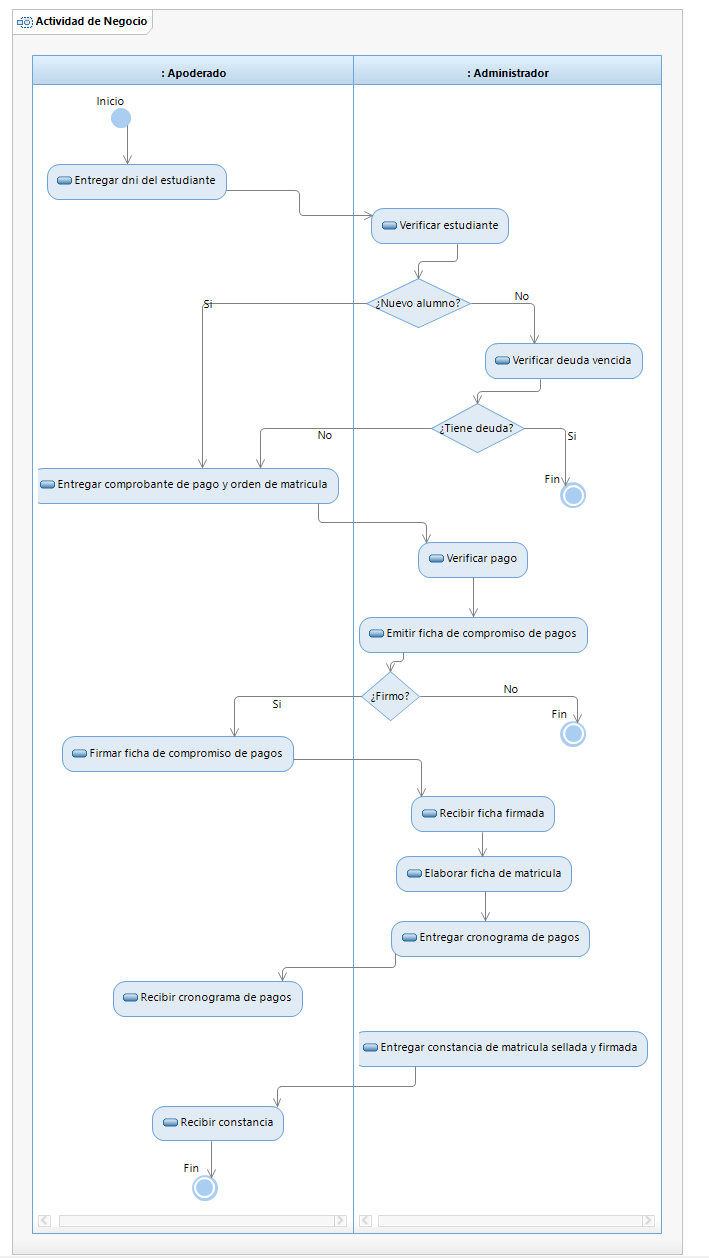 Actividad de Negocio
: Apoderado
: Administrador
Inicio
Entregar dni del estudiante
Verificar estudiante
¿Nuevo alumno?
Si
No
Verificar deuda vencida
¿Tiene deuda?
No
Si
Fin
Entregar comprobante de pago y orden de matricula
Verificar pago
Emitir ficha de compromiso de pagos
¿Firmo?
Si
No
Fin
Firmar ficha de compromiso de pagos
Recibir ficha firmada
Elaborar ficha de matricula
Entregar cronograma de pagos
Recibir cronograma de pagos
Entregar constancia de matricula sellada y firmada
Recibir constancia
Fin